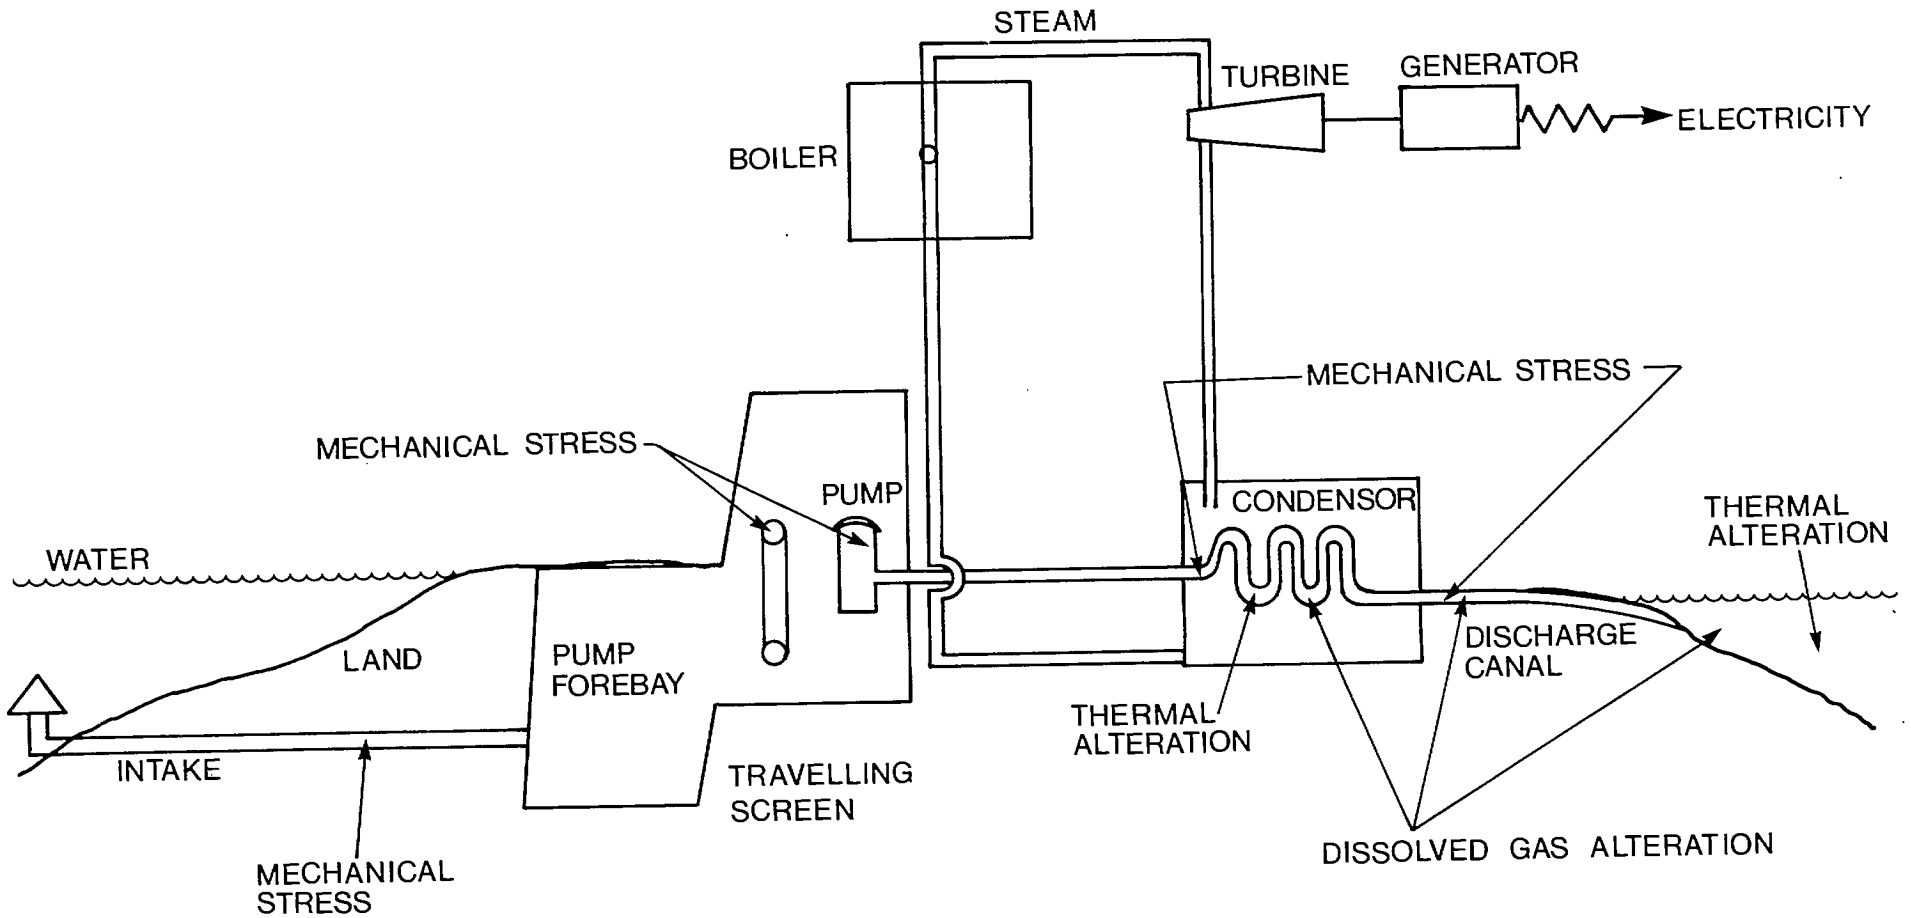 STEAM
TURBINE
GENERATOR
ELECTRICITY
BOILER
MECHANICAL STRESS
MECHANICAL STRESS
PUMP
CONDENSOR
THERMAL
ALTERATION
WATER
LAND
PUMP
FOREBAY
DISCHARGE
CANAL
INTAKE
THERMAL
ALTERATION
TRAVELLING
SCREEN
DISSOLVED GAS ALTERATION
MECHANICAL
STRESS